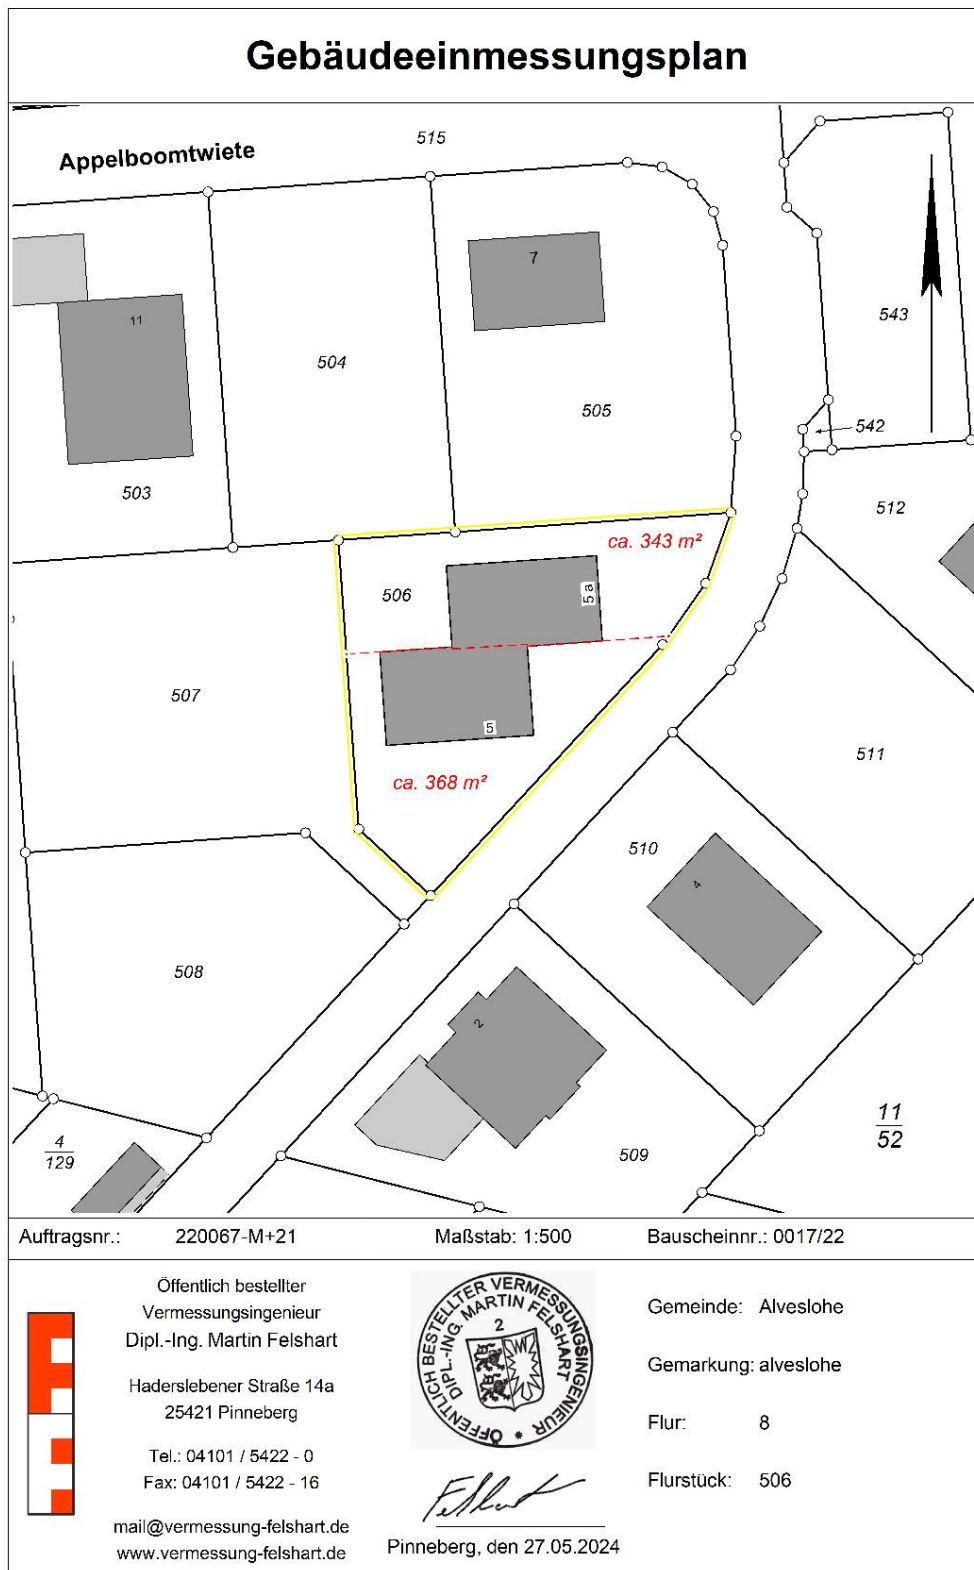 Gebäudeeinmessungsplan
515
Appelboomtwiete
7
543
11
504
505
542
503
512
ca. 343 m²
506
5 a
507
5
511
ca. 368 m²
510
4
508
2
11
52
4
129
509
Auftragsnr.: 220067-M+21 Maßstab: 1:500 Bauscheinnr.: 0017/22
Öffentlich bestellter
Vermessungsingenieur
Dipl.-Ing. Martin Felshart
Haderslebener Straße 14a
25421 Pinneberg
Tel.: 04101 / 5422 - 0
Fax: 04101 / 5422 - 16
mail@vermessung-felshart.de
www.vermessung-felshart.de
ÖFFENTLICH BESTELLTER VERMESSUNGSINGENIEUR *
DIPL.-ING. MARTIN FELSHART
2
Felshart
Pinneberg, den 27.05.2024
Gemeinde: Alveslohe
Gemarkung: alveslohe
Flur: 8
Flurstück: 506